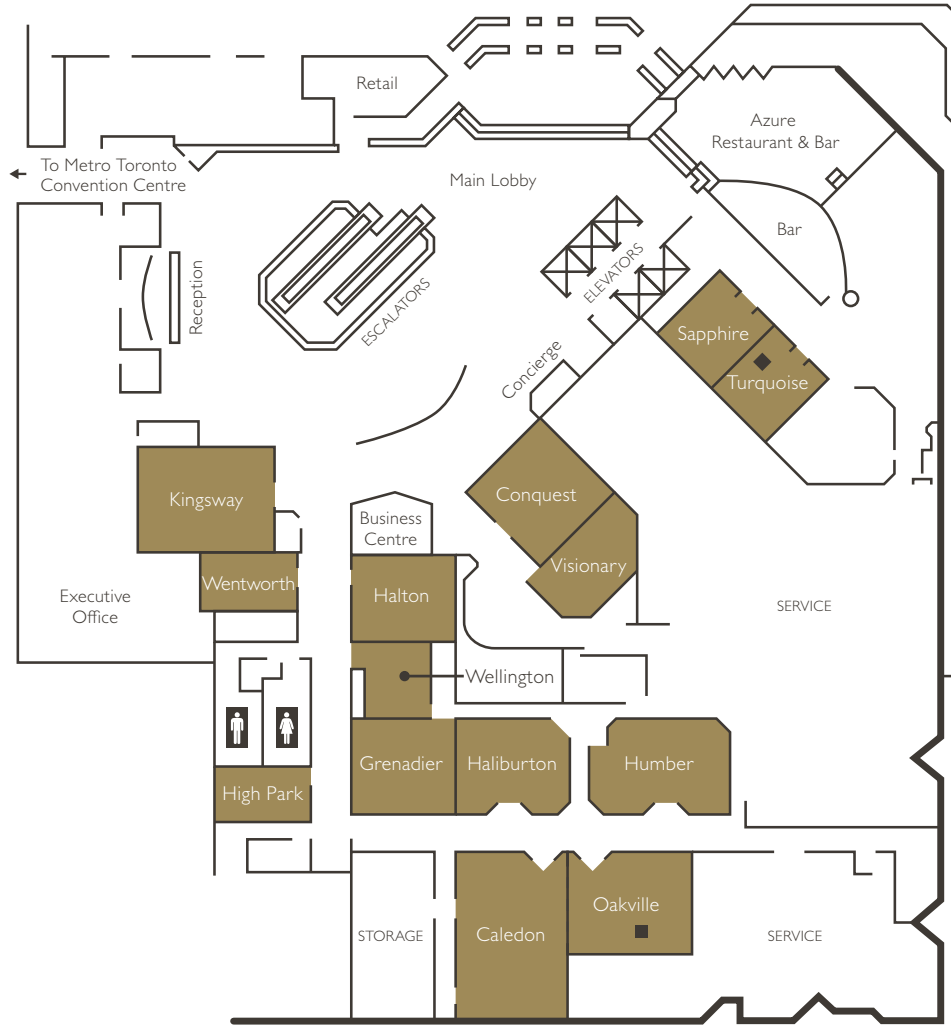 Retail
Azure
Restaurant & Bar
To Metro Toronto
Convention Centre
Main Lobby
Bar
ELEVATORS
Reception
ESCALATORS
Sapphire
Concierge
Turquoise
Kingsway
Conquest
Business
Centre
Visionary
Wentworth
Halton
Executive
Office
SERVICE
Wellington
Grenadier
Haliburton
Humber
High Park
Oakville
STORAGE
Caledon
SERVICE